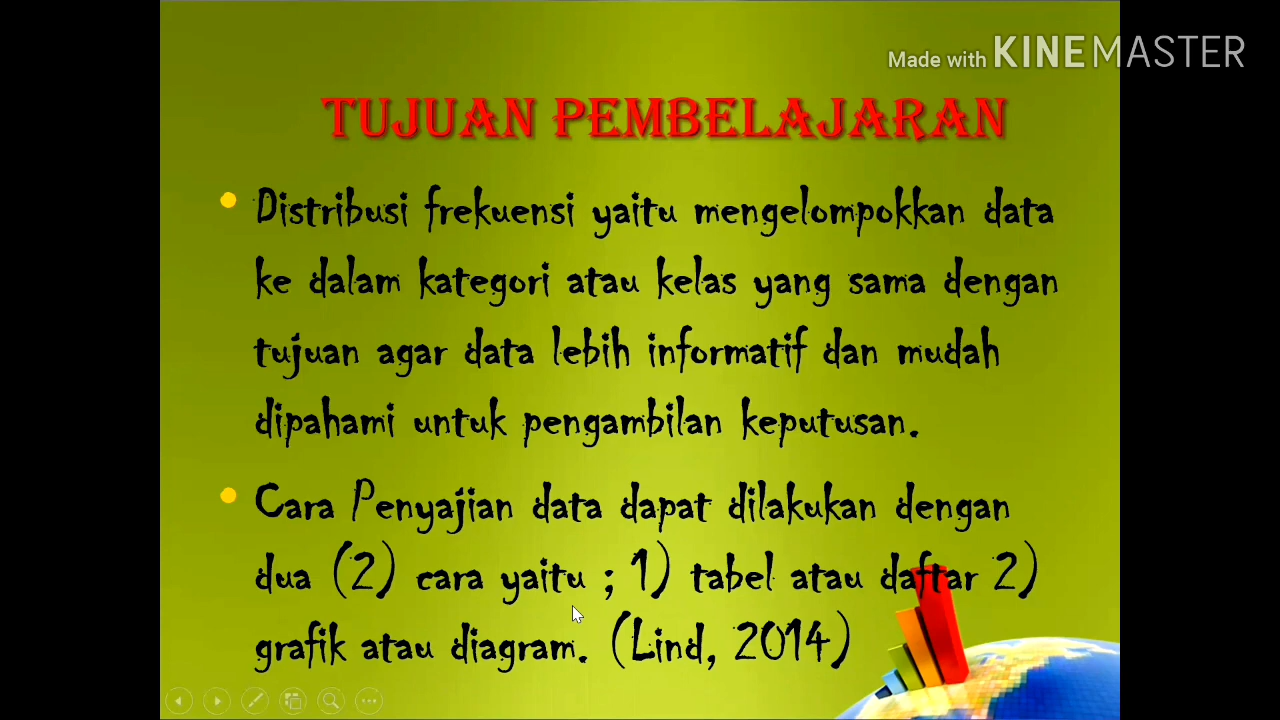 Made with KINEMASTER
TUJUAN PEMBELAJARAN
• Distribusi frekuensi yaitu mengelompokkan data
ke dalam kategori atau kelas yang sama dengan
tujuan agar data lebih informatif dan mudah
dipahami untuk pengambilan keputusan.
• Cara Penyajian data dapat dilakukan dengan
dua (2) cara yaitu ; 1) tabel atau daftar 2)
grafik atau diagram. (Lind, 2014)